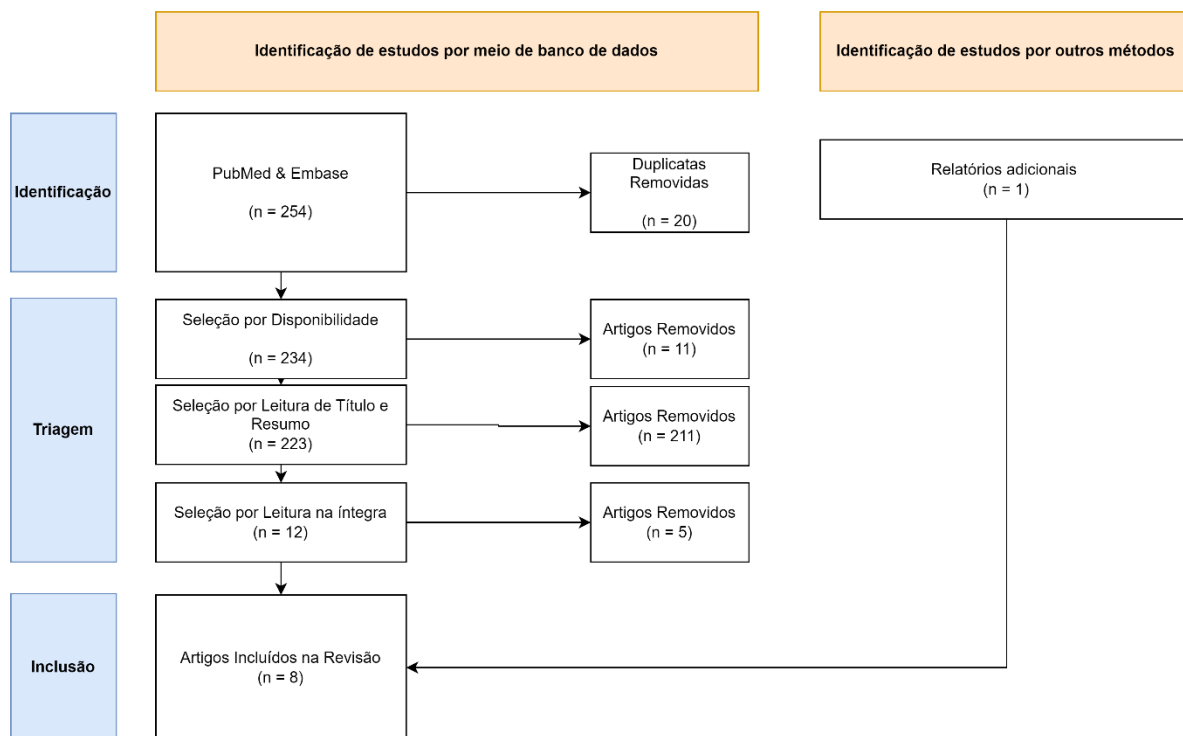 Identificação de estudos por meio de banco de dados
Identificação de estudos por outros métodos
Identificação
PubMed & Embase
(n = 254)
Duplicatas
Removidas
(n = 20)
Relatórios adicionais
(n = 1)
Triagem
Seleção por Disponibilidade
(n = 234)
Artigos Removidos
(n = 11)
Seleção por Leitura de Título e
Resumo
(n = 223)
Artigos Removidos
(n = 211)
Seleção por Leitura na íntegra
(n = 12)
Artigos Removidos
(n = 5)
Inclusão
Artigos Incluídos na Revisão
(n = 8)